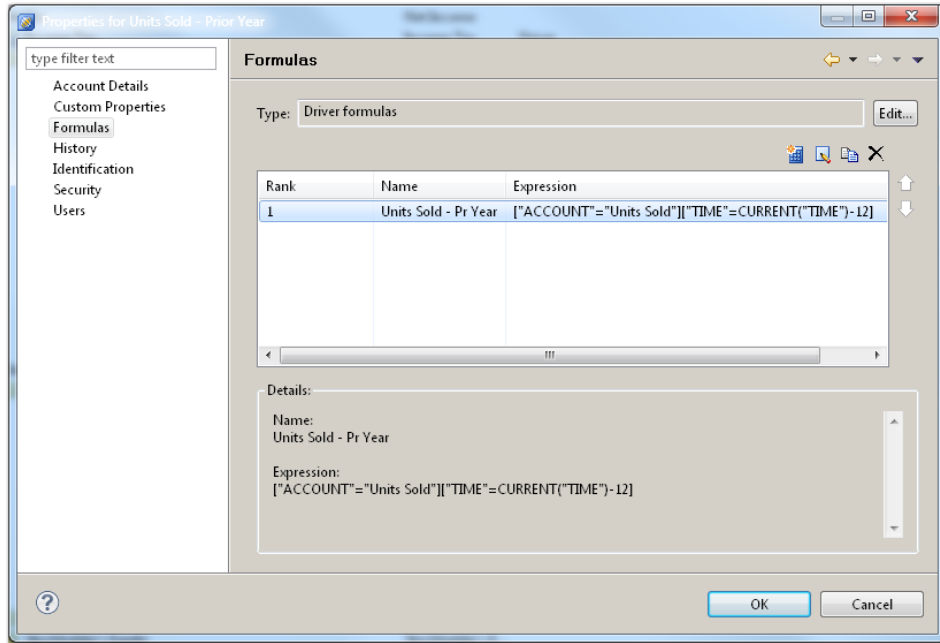 Properties for Units Sold - Prior Year
type filter text
Account Details
Custom Properties
Formulas
History
Identification
Security
Users
Formulas
Type: Driver formulas Edit...
Rank Name Expression
1 Units Sold - Pr Year ["ACCOUNT"="Units Sold"]["TIME"=CURRENT("TIME")-12]
Details:
Name:
Units Sold - Pr Year
Expression:
["ACCOUNT"="Units Sold"]["TIME"=CURRENT("TIME")-12]
OK Cancel